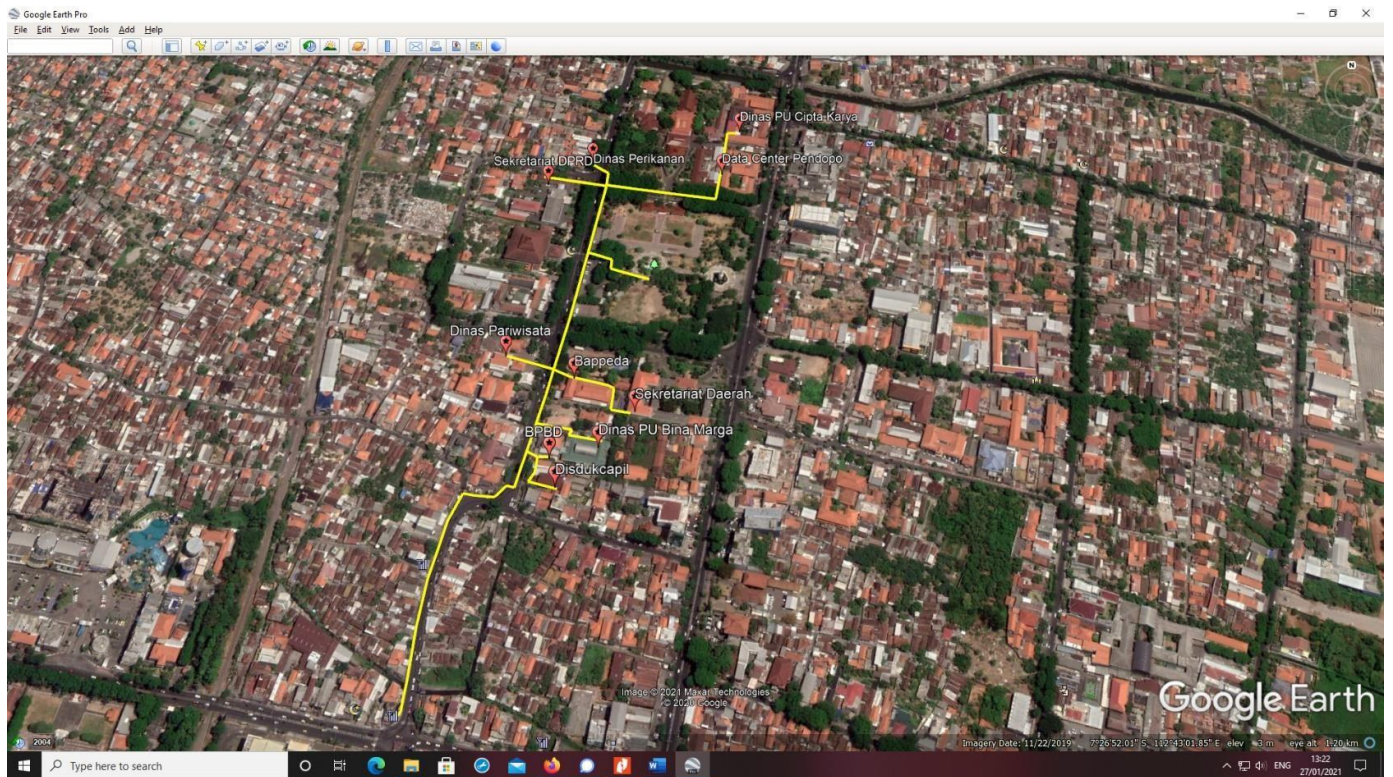 Google Earth Pro
File Edit View Tools Add Help
Dinas PU Cipta Karya
Sekretariat DPRD
Dinas Perikanan
Data Center Pendopo
Dinas Pariwisata
Bappeda
Sekretariat Daerah
BPBD
Dinas PU Bina Marga
Disdukcapil
Image © 2021 Maxar Technologies
© 2020 Google
Google Earth
2004
Imagery Date: 11/22/2019 7°26'52.01" S, 112°43'01.85" E elev 3 m eye alt 1.20 km
Type here to search
ENG
13:22
27/01/2021
N